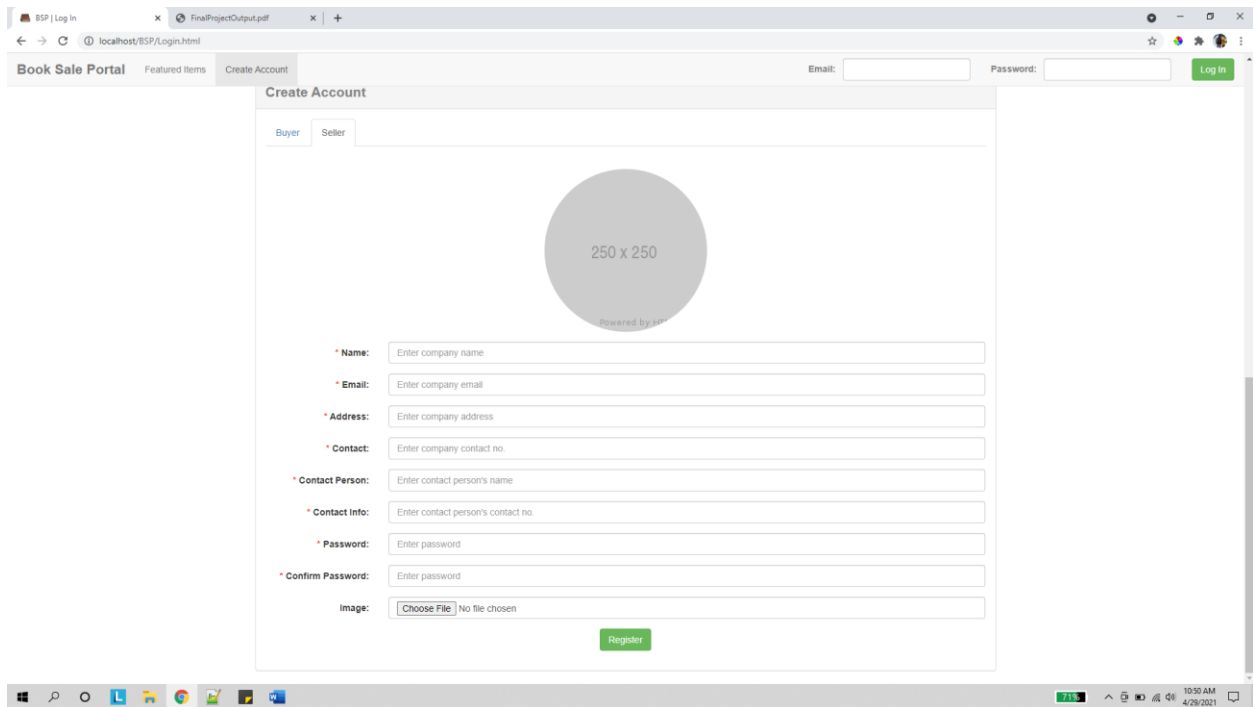 BSP | Log In
FinalProjectOutput.pdf
localhost/BSP/Login.html
Book Sale Portal Featured Items Create Account Email: Password: Log In
Create Account
Buyer Seller
250 x 250
Powered by HT
* Name: Enter company name
* Email: Enter company email
* Address: Enter company address
* Contact: Enter company contact no.
* Contact Person: Enter contact person's name
* Contact Info: Enter contact person's contact no.
* Password: Enter password
* Confirm Password: Enter password
Image: Choose File No file chosen
Register
71% 10:50 AM
4/29/2021